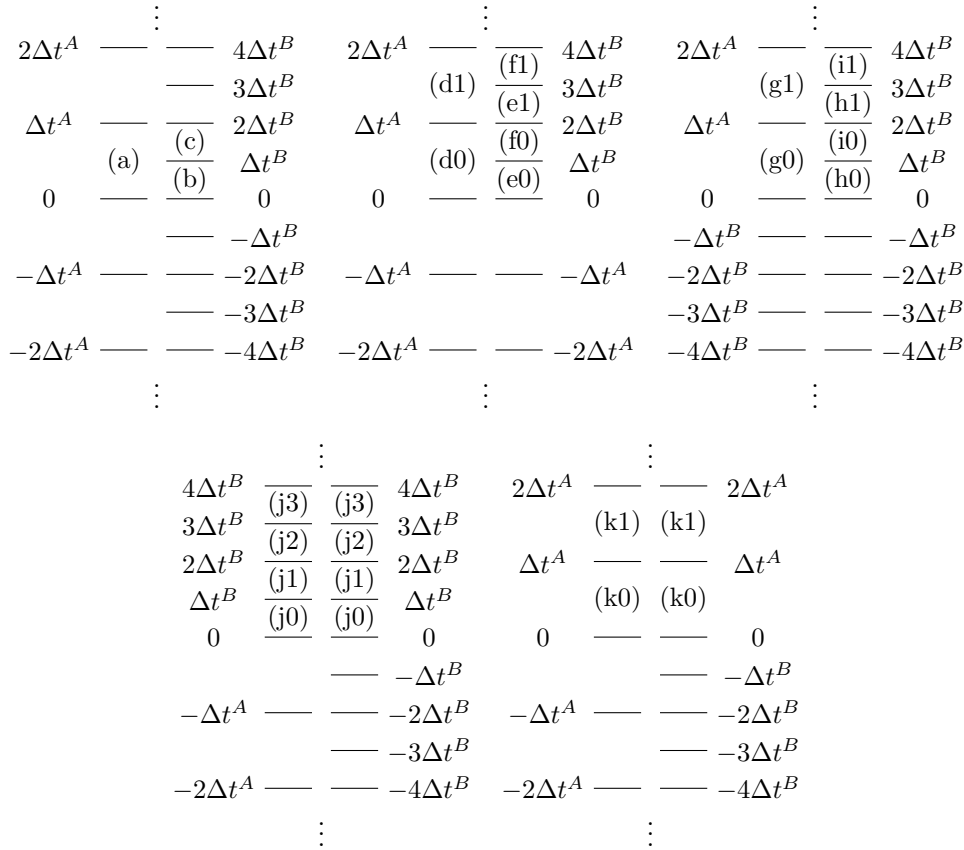 ⋮ ⋮ ⋮
2Δt^A 4Δt^B 2Δt^A 4Δt^B 2Δt^A 4Δt^B
(f1) (i1)
3Δt^B (d1) 3Δt^B (g1) 3Δt^B
(e1) (h1)
Δt^A 2Δt^B Δt^A 2Δt^B Δt^A 2Δt^B
(c) (f0) (i0)
(a) Δt^B (d0) Δt^B (g0) Δt^B
(b) (e0) (h0)
0 0 0 0 0 0
−Δt^B −Δt^B −Δt^B
−Δt^A −2Δt^B −Δt^A −Δt^A −2Δt^B −2Δt^B
−3Δt^B −3Δt^B −3Δt^B
−2Δt^A −4Δt^B −2Δt^A −2Δt^A −4Δt^B −4Δt^B
⋮ ⋮ ⋮
⋮ ⋮
4Δt^B 4Δt^B 2Δt^A 2Δt^A
(j3) (j3)
3Δt^B 3Δt^B (k1) (k1)
(j2) (j2)
2Δt^B 2Δt^B Δt^A Δt^A
(j1) (j1)
Δt^B Δt^B (k0) (k0)
(j0) (j0)
0 0 0 0
−Δt^B −Δt^B
−Δt^A −2Δt^B −Δt^A −2Δt^B
−3Δt^B −3Δt^B
−2Δt^A −4Δt^B −2Δt^A −4Δt^B
⋮ ⋮